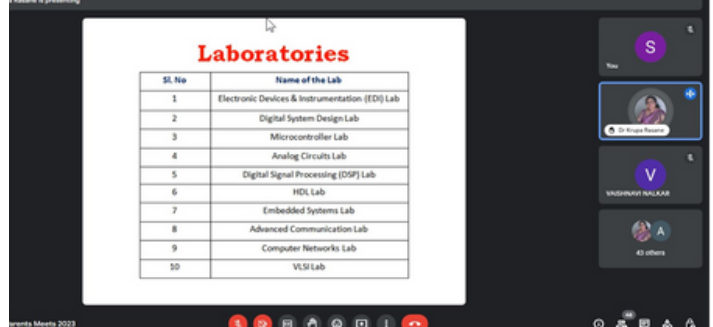 is presenting
Laboratories
Sl. No Name of the Lab
1 Electronic Devices & Instrumentation (EDI) Lab
2 Digital System Design Lab
3 Microcontroller Lab
4 Analog Circuits Lab
5 Digital Signal Processing (DSP) Lab
6 HDL Lab
7 Embedded Systems Lab
8 Advanced Communication Lab
9 Computer Networks Lab
10 VLSI Lab
S
You
Dr Krupa Rasane
V
VAISHNAVI NALKAR
A
43 others
Meets 2023